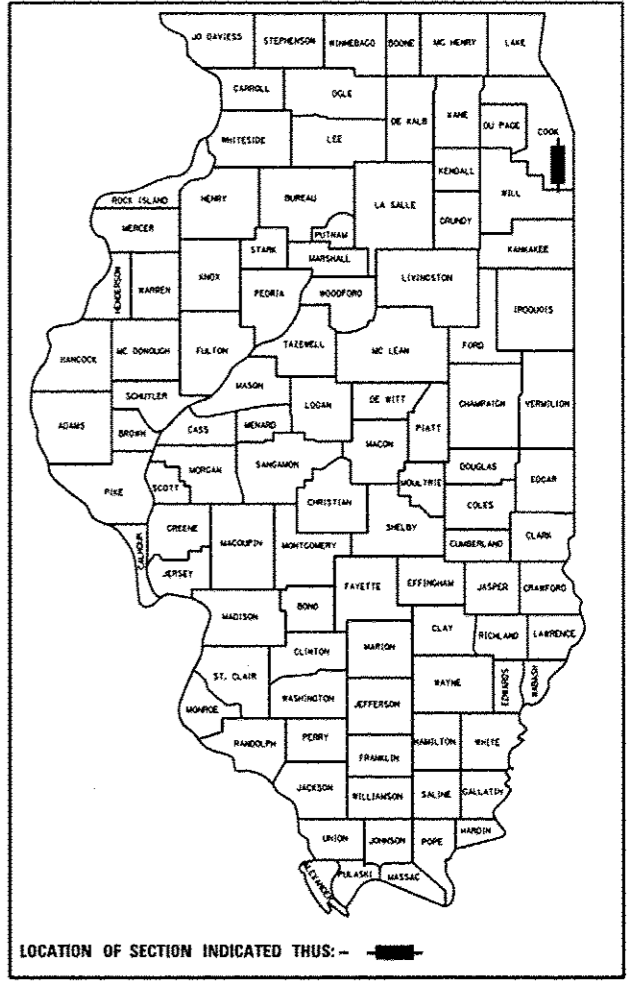 JO DAVIESS STEPHENSON WINNEBAGO BOONE MC HENRY LAKE
CARROLL OGLE
DE KALB KANE DU PAGE COOK
WHITESIDE LEE
KENDALL WILL
ROCK ISLAND HENRY BUREAU LA SALLE GRUNDY
MERCER PUTNAM
STARK MARSHALL KANKAKEE
HENDERSON WARREN KNOX PEORIA WOODFORD LIVINGSTON
IROQUOIS
HANCOCK MC DONOUGH FULTON TAZEWELL MC LEAN FORD
MASON
SCHUYLER LOGAN DE WITT CHAMPAIGN VERMILION
ADAMS BROWN CASS MENARD MACON PIATT
PIKE SCOTT MORGAN SANGAMON MOULTRIE DOUGLAS EDGAR
CHRISTIAN COLES
CALHOUN GREENE MACOUPIN MONTGOMERY SHELBY CUMBERLAND CLARK
JERSEY FAYETTE EFFINGHAM JASPER CRAWFORD
MADISON BOND
CLAY RICHLAND LAWRENCE
CLINTON MARION
ST. CLAIR WAYNE EDWARDS WABASH
MONROE WASHINGTON JEFFERSON
RANDOLPH PERRY HAMILTON WHITE
FRANKLIN
JACKSON WILLIAMSON SALINE GALLATIN
UNION JOHNSON POPE HARDIN
ALEXANDER PULASKI MASSAC
LOCATION OF SECTION INDICATED THUS: -